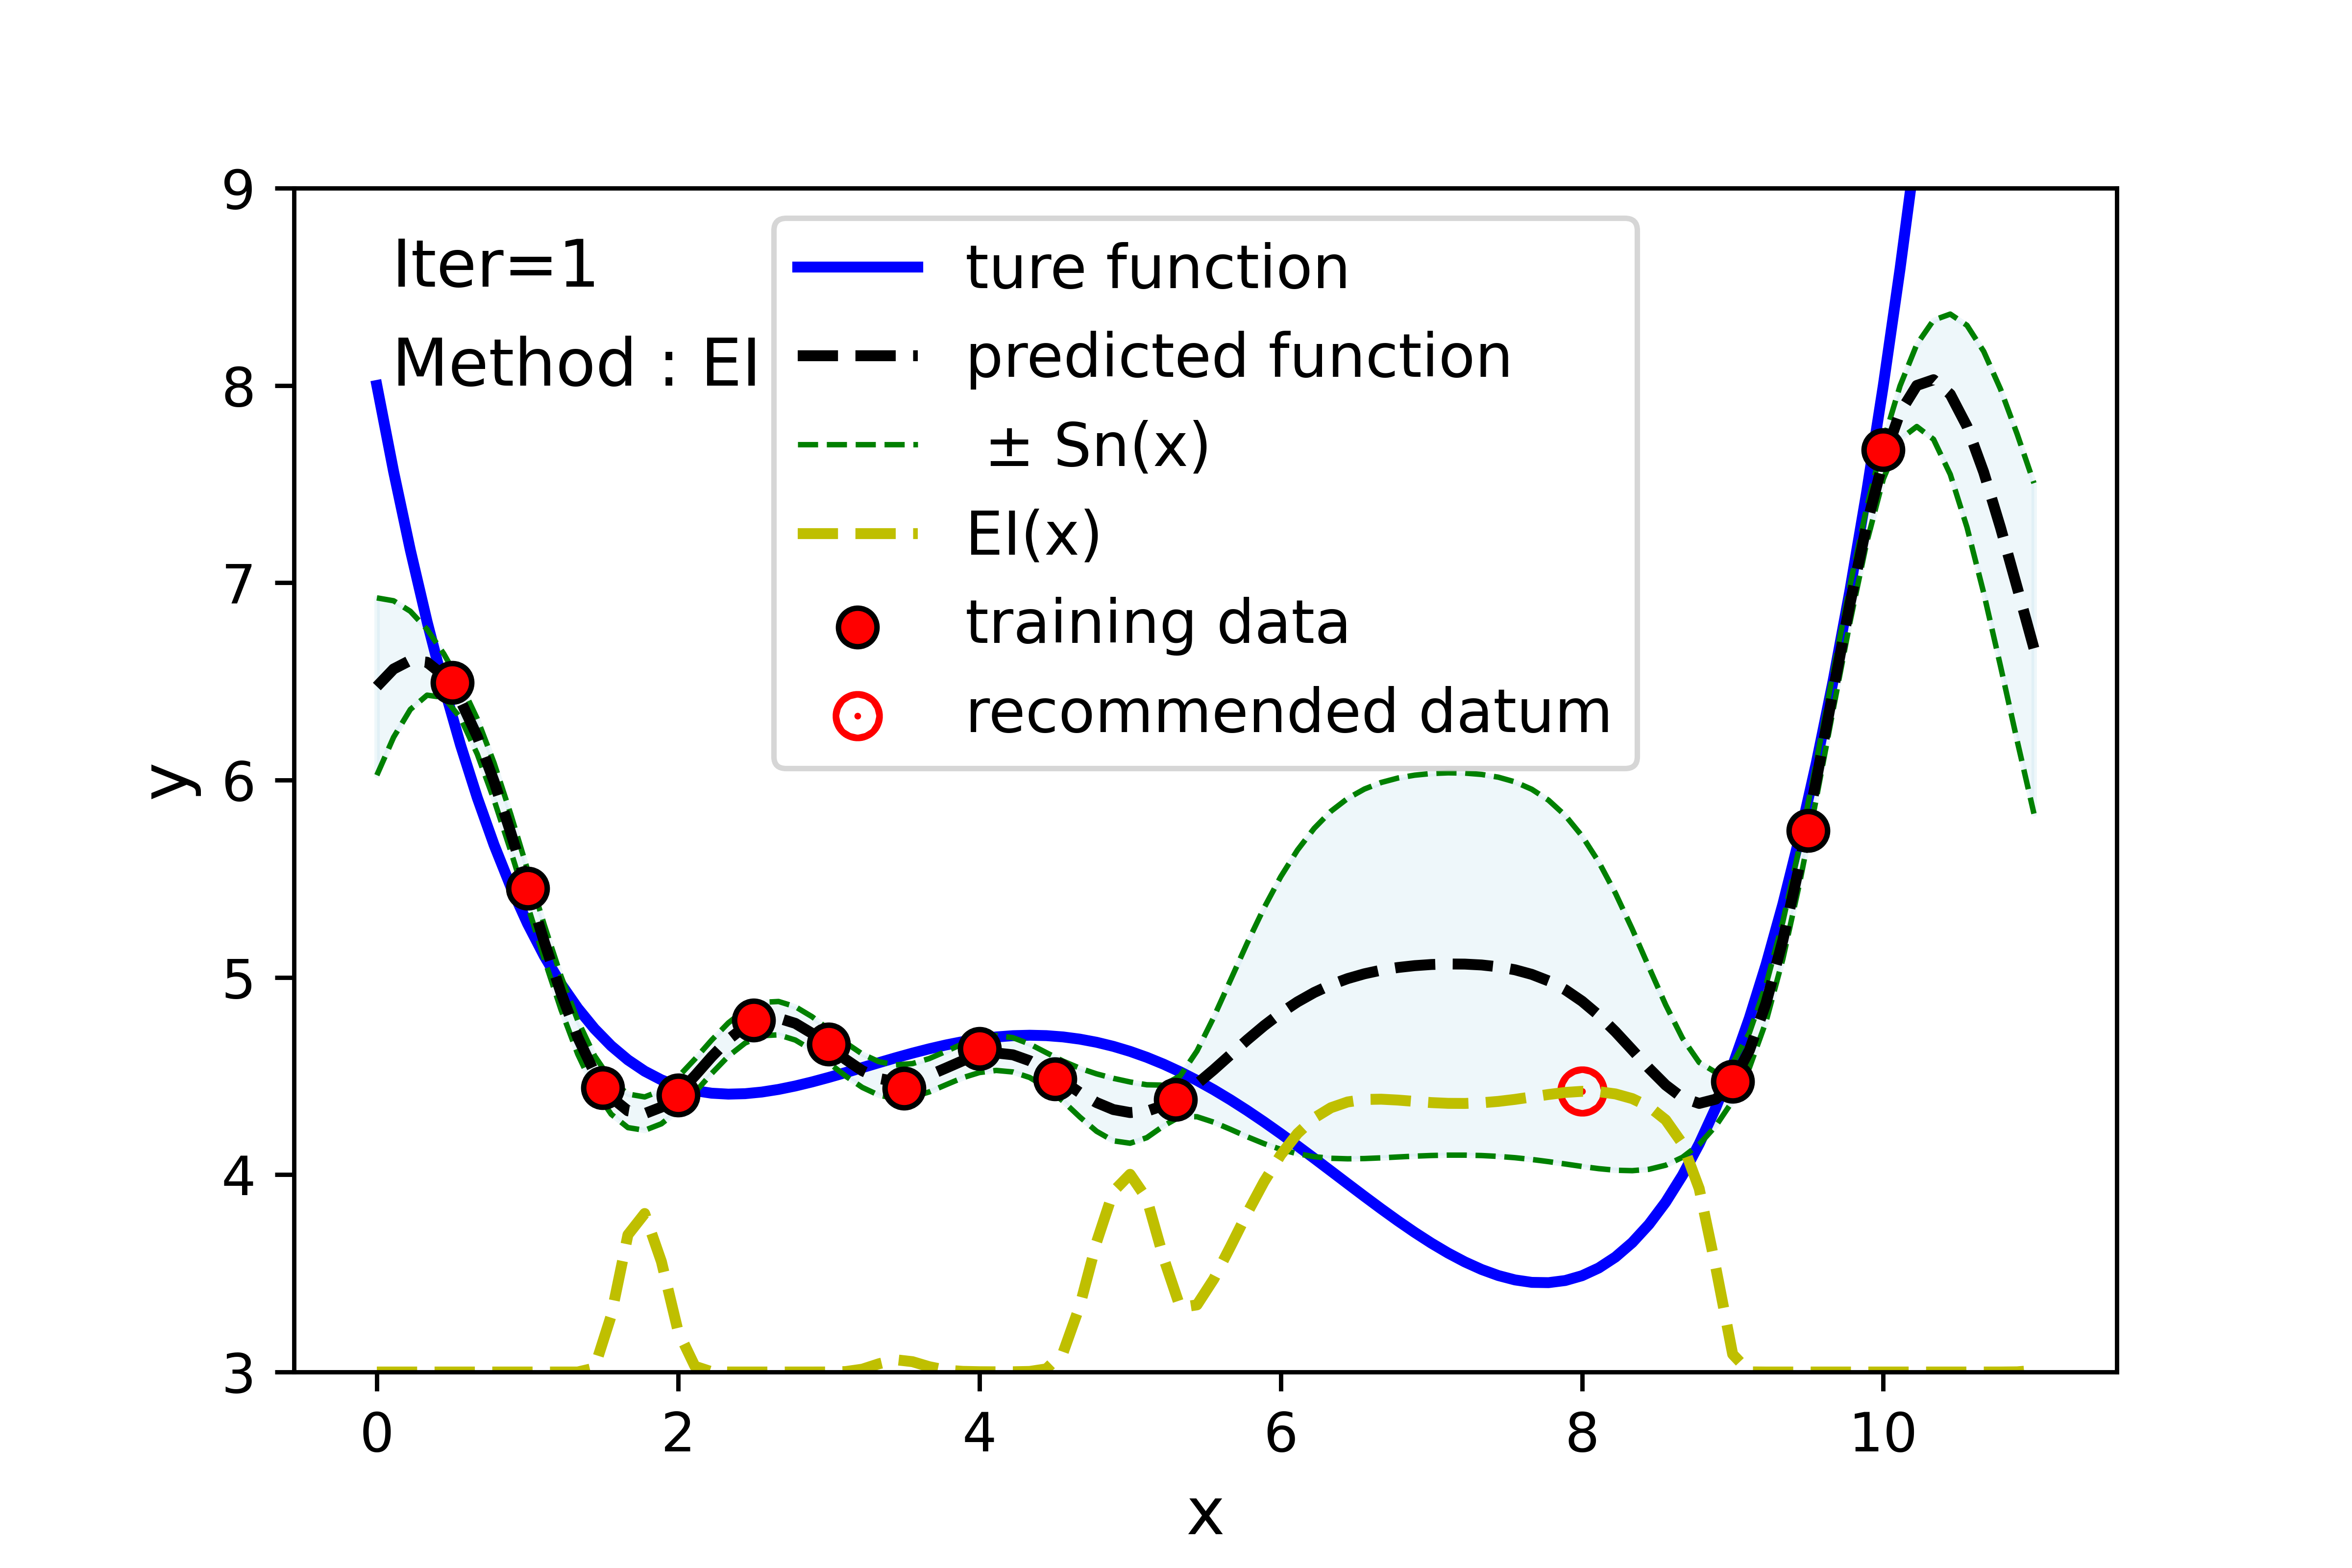 Iter=1
Method : EI
ture function
predicted function
± Sn(x)
EI(x)
training data
recommended datum
y
9
8
7
6
5
4
3
0 2 4 6 8 10
x